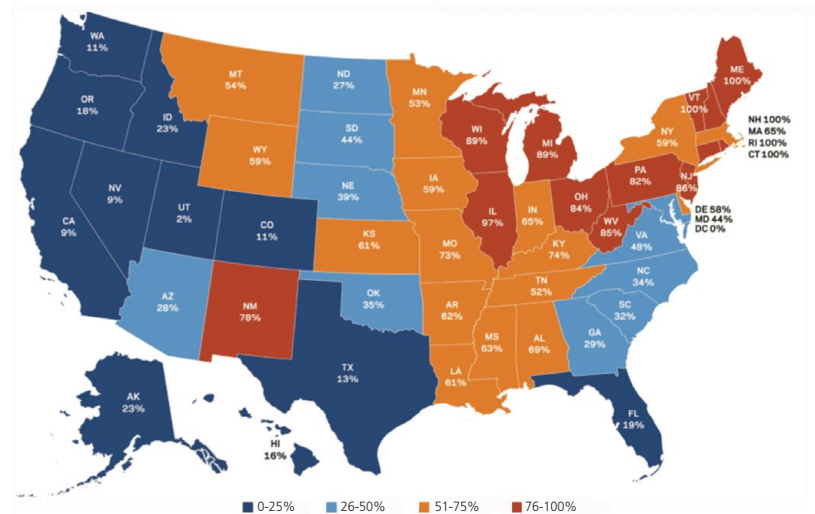 WA
11%
MT
54%
ND
27%
MN
53%
ME
100%
VT
100%
OR
18%
ID
23%
SD
44%
WI
89%
MI
89%
NY
59%
NH 100%
MA 65%
RI 100%
CT 100%
WY
59%
NE
39%
IA
59%
PA
82%
NJ
86%
NV
9%
UT
2%
CO
11%
KS
61%
MO
73%
IL
97%
IN
65%
OH
84%
WV
85%
DE 58%
MD 44%
DC 0%
CA
9%
KY
74%
VA
48%
AZ
28%
NM
78%
OK
35%
AR
62%
TN
52%
NC
34%
SC
32%
MS
63%
AL
69%
GA
29%
TX
13%
LA
61%
AK
23%
HI
16%
FL
19%
0-25%
26-50%
51-75%
76-100%